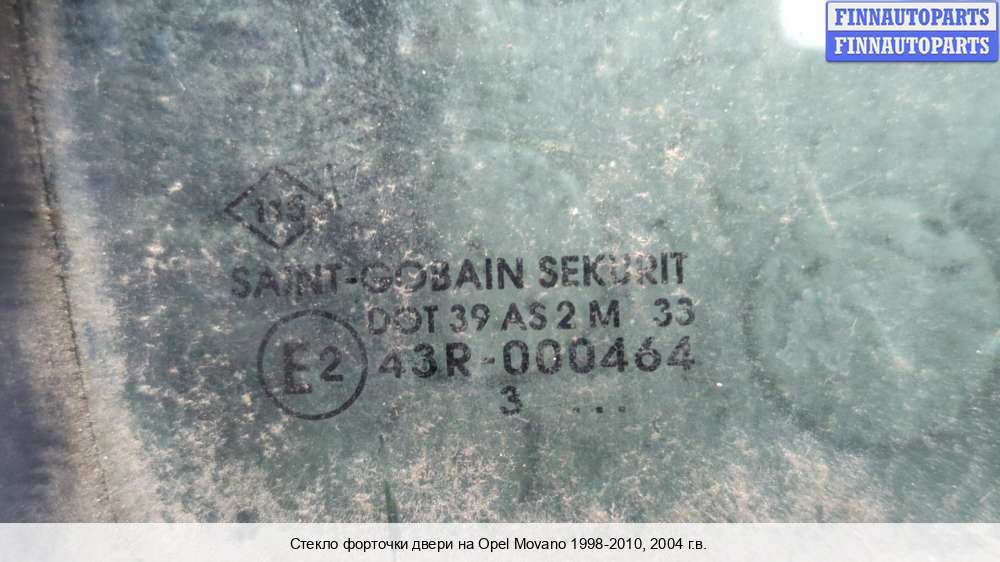 FINNAUTOPARTS
FINNAUTOPARTS
115
SAINT-GOBAIN SEKURIT
DOT 39 AS 2 M 33
E2 43R-000464
3 ...
Стекло форточки двери на Opel Movano 1998-2010, 2004 г.в.